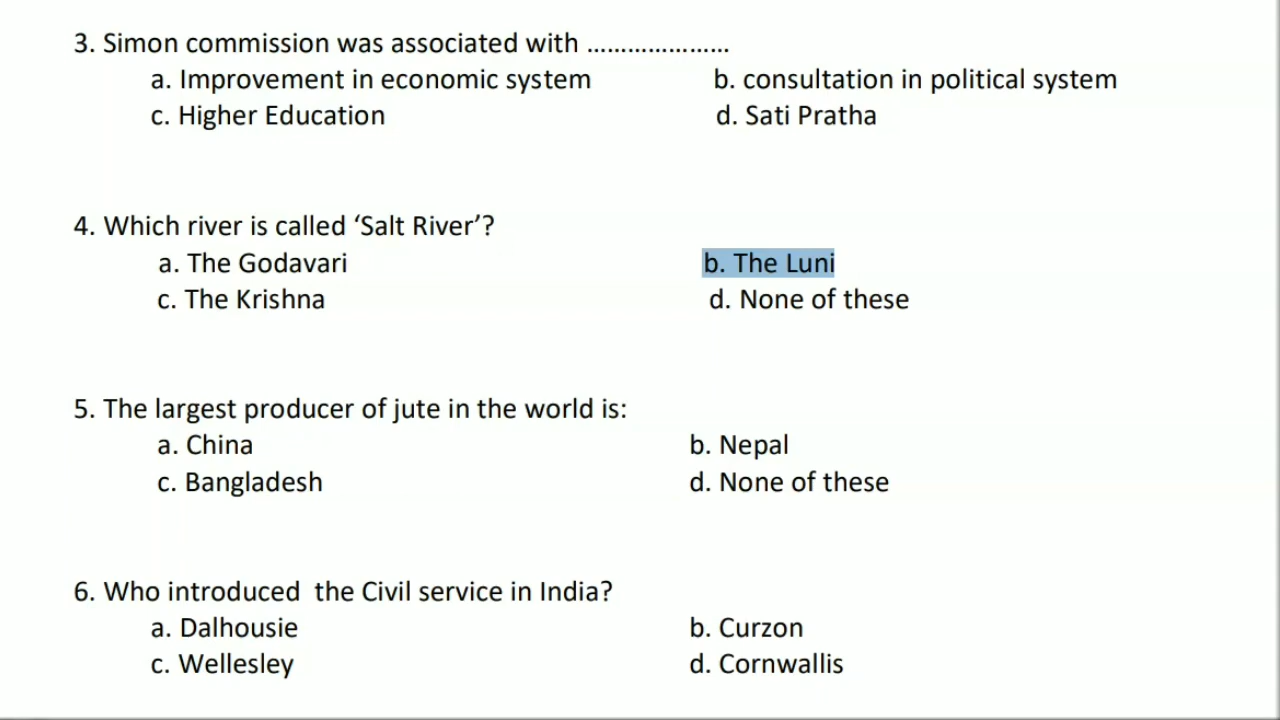 3. Simon commission was associated with .....................
a. Improvement in economic system b. consultation in political system
c. Higher Education d. Sati Pratha
4. Which river is called ‘Salt River’?
a. The Godavari b. The Luni
c. The Krishna d. None of these
5. The largest producer of jute in the world is:
a. China b. Nepal
c. Bangladesh d. None of these
6. Who introduced the Civil service in India?
a. Dalhousie b. Curzon
c. Wellesley d. Cornwallis